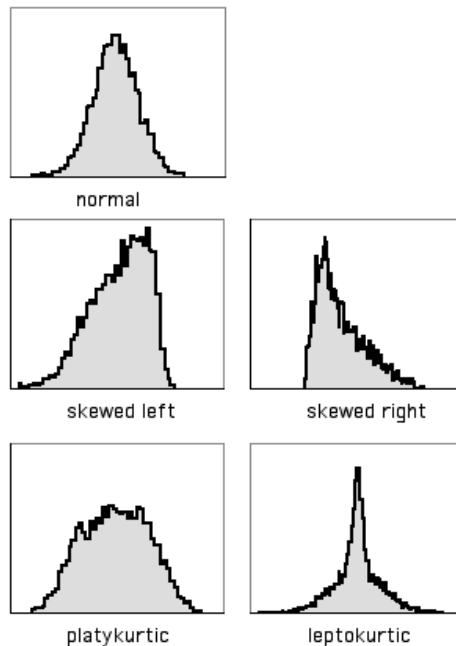 normal
skewed left
skewed right
platykurtic
leptokurtic